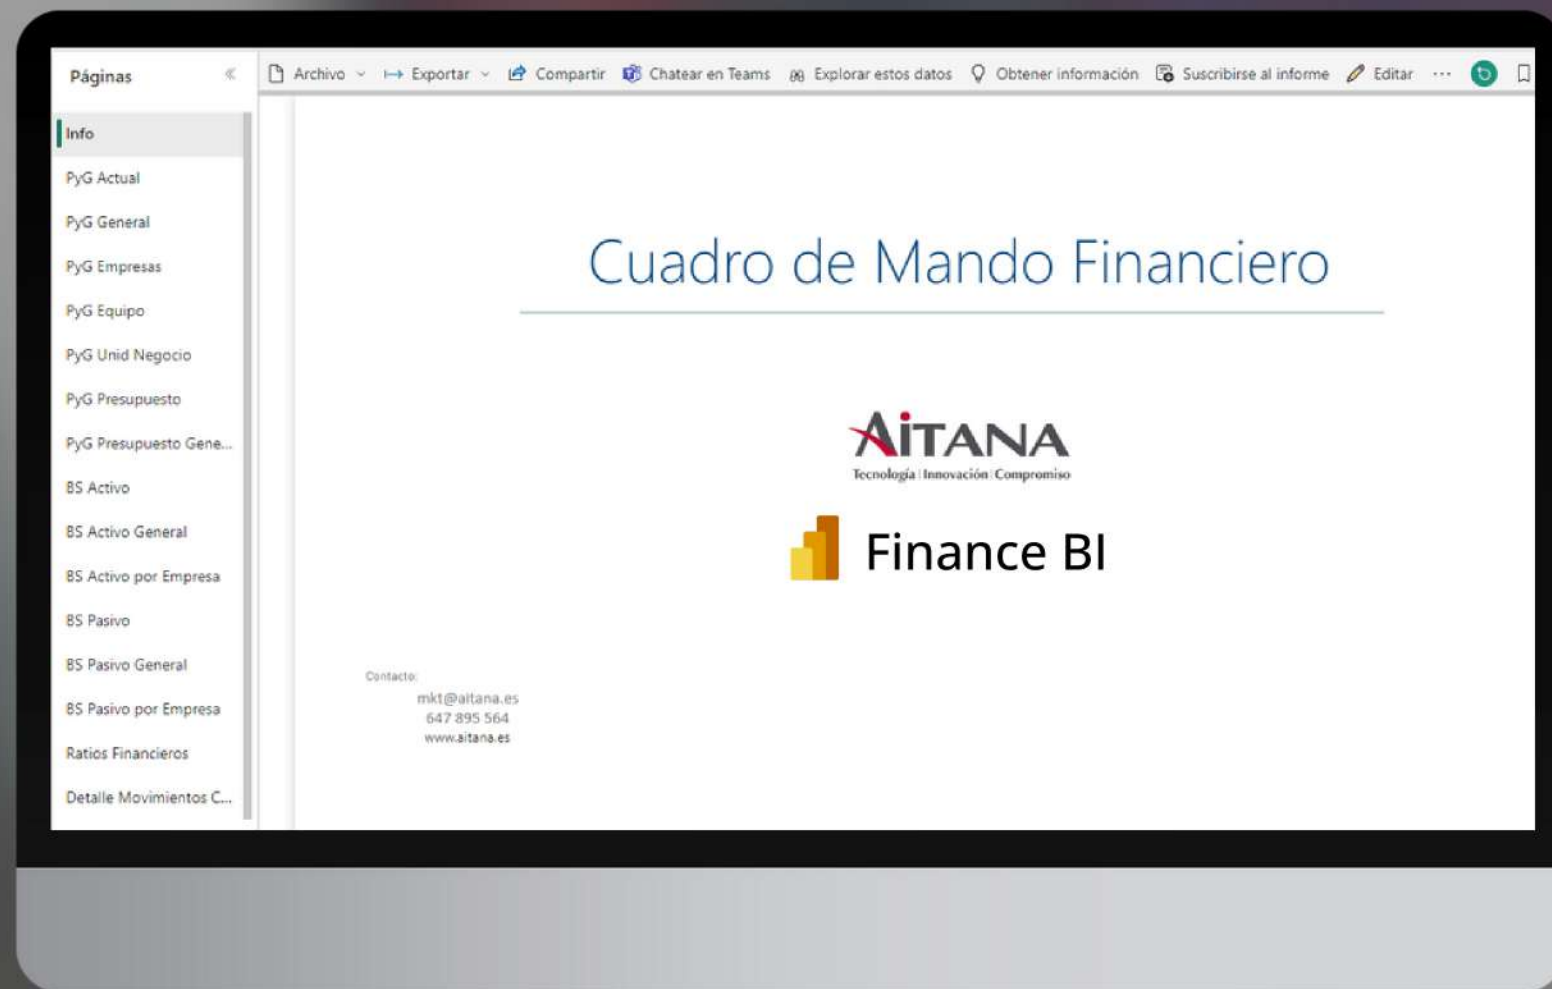 Páginas
Archivo Exportar Compartir Chatear en Teams Explorar estos datos Obtener información Suscribirse al informe Editar ...
Info
PyG Actual
PyG General
PyG Empresas
PyG Equipo
PyG Unid Negocio
PyG Presupuesto
PyG Presupuesto Gene...
BS Activo
BS Activo General
BS Activo por Empresa
BS Pasivo
BS Pasivo General
BS Pasivo por Empresa
Ratios Financieros
Detalle Movimientos C...
Cuadro de Mando Financiero
AiTANA
Tecnología | Innovación | Compromiso
Finance BI
Contacto:
mkt@aitana.es
647 895 564
www.aitana.es